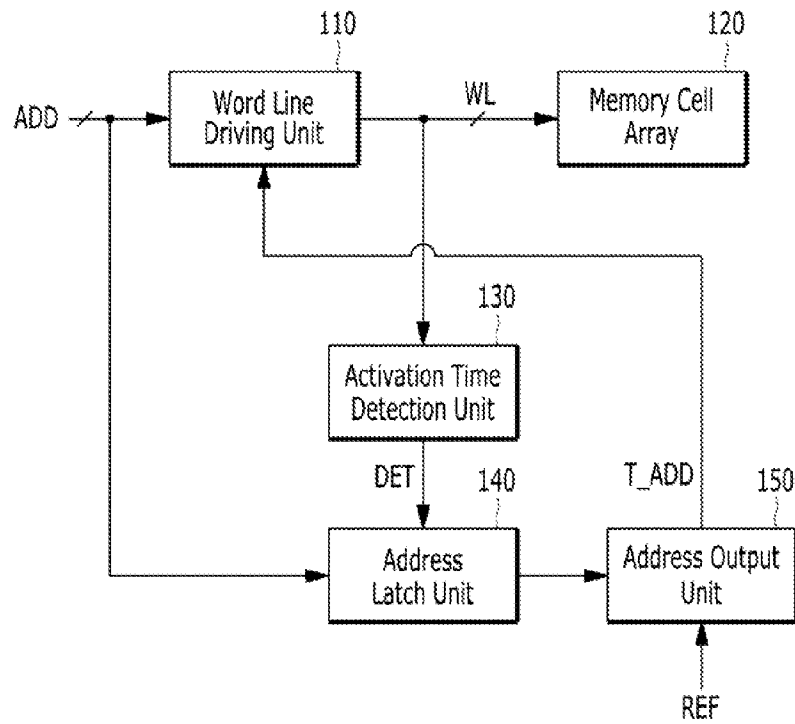 110
120
ADD
Word Line
Driving Unit
WL
Memory Cell
Array
130
Activation Time
Detection Unit
DET
140
T_ADD
150
Address
Latch Unit
Address Output
Unit
REF